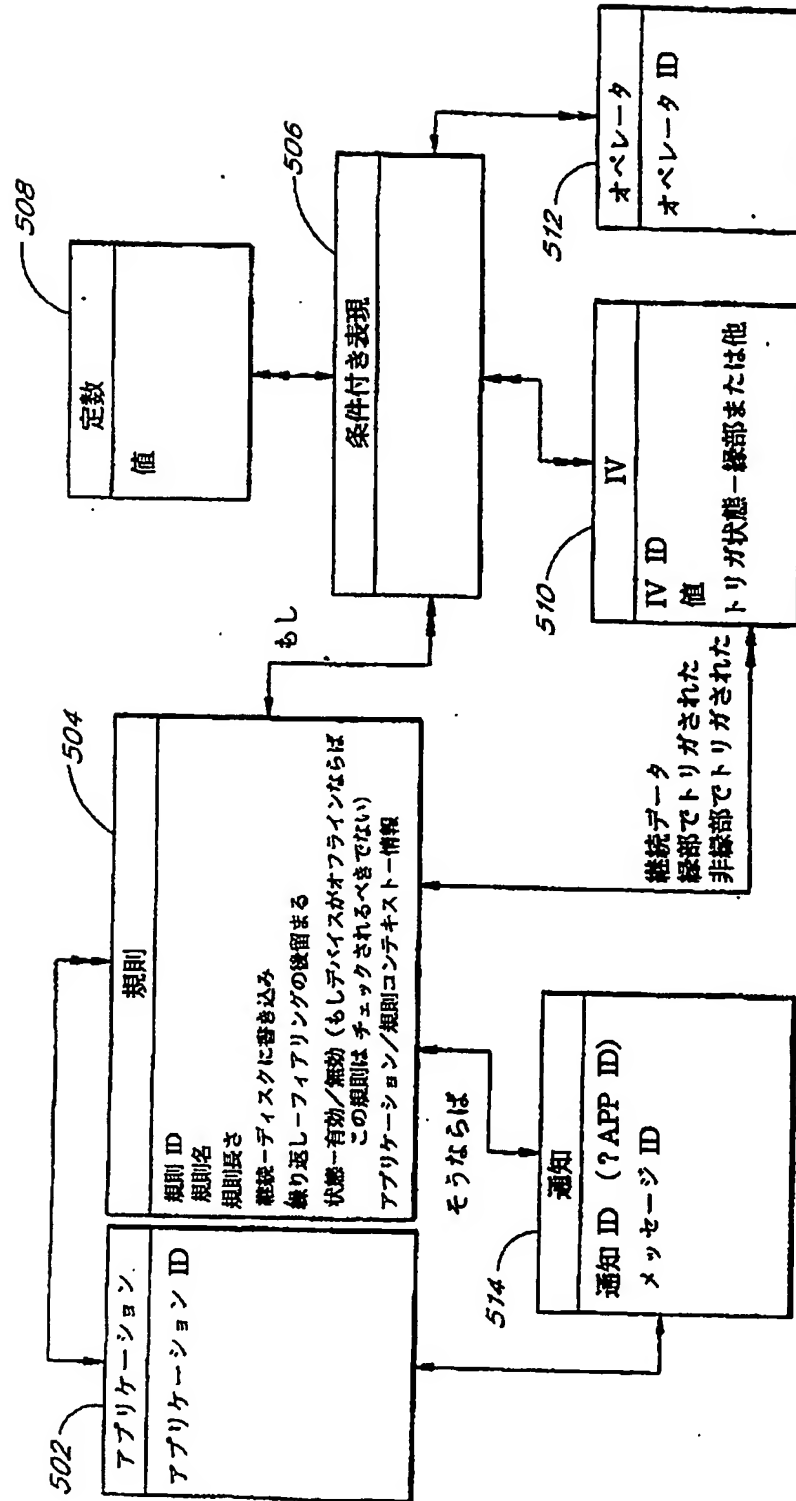 502
アプリケーション
アプリケーション ID
504
規則
規則 ID
規則名
規則長さ
継続－ディスクに書き込み
繰り返し－フィアリングの後留まる
状態－有効／無効（もしデバイスがオフラインならば
この規則は チェックされるべきでない）
アプリケーション／規則コンテキスト－情報
もし
508
定数
値
506
条件付き表現
そうならば
514
通知
通知 ID （？APP ID）
メッセージ ID
継続データ
縁部でトリガされた
非縁部でトリガされた
510
IV
IV ID
値
トリガ状態－縁部または他
512
オペレータ
オペレータ ID